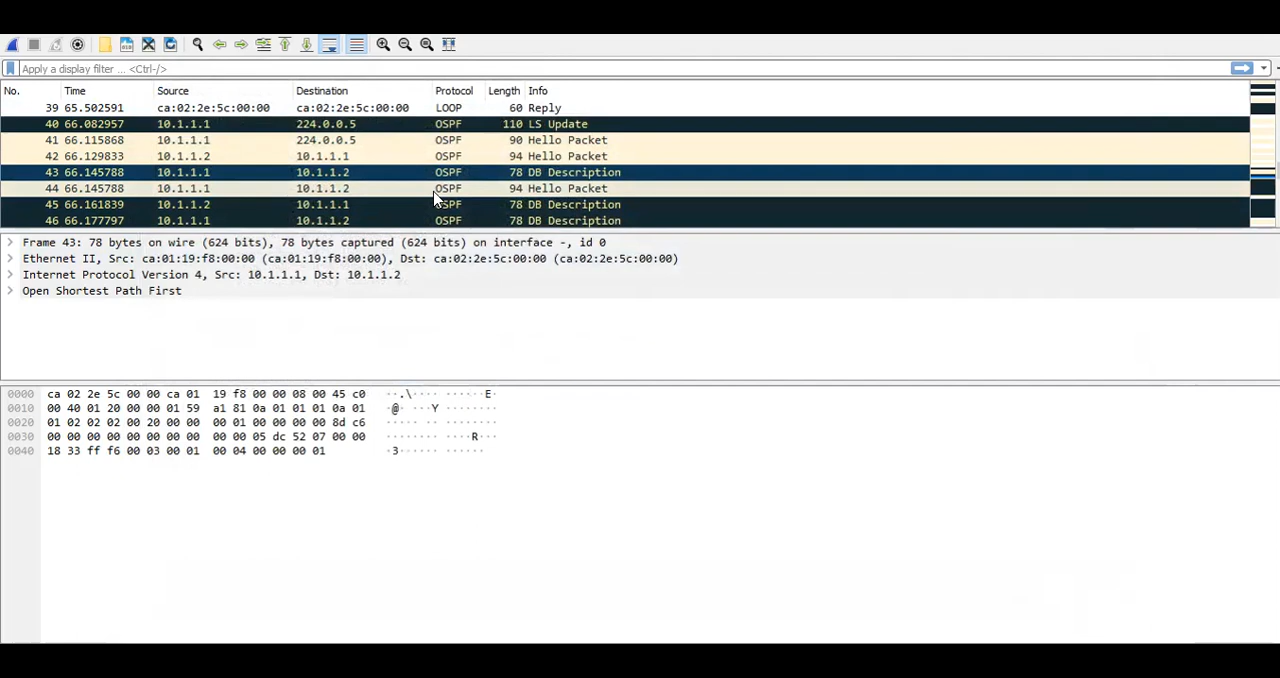 Apply a display filter ... <Ctrl-/>
No. Time Source Destination Protocol Length Info
39 65.502591 ca:02:2e:5c:00:00 ca:02:2e:5c:00:00 LOOP 60 Reply
40 66.082957 10.1.1.1 224.0.0.5 OSPF 110 LS Update
41 66.115868 10.1.1.1 224.0.0.5 OSPF 90 Hello Packet
42 66.129833 10.1.1.2 10.1.1.1 OSPF 94 Hello Packet
43 66.145788 10.1.1.1 10.1.1.2 OSPF 78 DB Description
44 66.145788 10.1.1.1 10.1.1.2 OSPF 94 Hello Packet
45 66.161839 10.1.1.2 10.1.1.1 OSPF 78 DB Description
46 66.177797 10.1.1.1 10.1.1.2 OSPF 78 DB Description
Frame 43: 78 bytes on wire (624 bits), 78 bytes captured (624 bits) on interface -, id 0
Ethernet II, Src: ca:01:19:f8:00:00 (ca:01:19:f8:00:00), Dst: ca:02:2e:5c:00:00 (ca:02:2e:5c:00:00)
Internet Protocol Version 4, Src: 10.1.1.1, Dst: 10.1.1.2
Open Shortest Path First
0000 ca 02 2e 5c 00 00 ca 01 19 f8 00 00 08 00 45 c0 ··.\···· ······E·
0010 00 40 01 20 00 00 01 59 a1 81 0a 01 01 01 0a 01 ·@· ···Y ········
0020 01 02 02 02 00 20 00 00 00 01 00 00 00 00 8d c6 ····· ·· ········
0030 00 00 00 00 00 00 00 00 00 00 05 dc 52 07 00 00 ········ ····R···
0040 18 33 ff f6 00 03 00 01 00 04 00 00 00 01 ·3······ ······